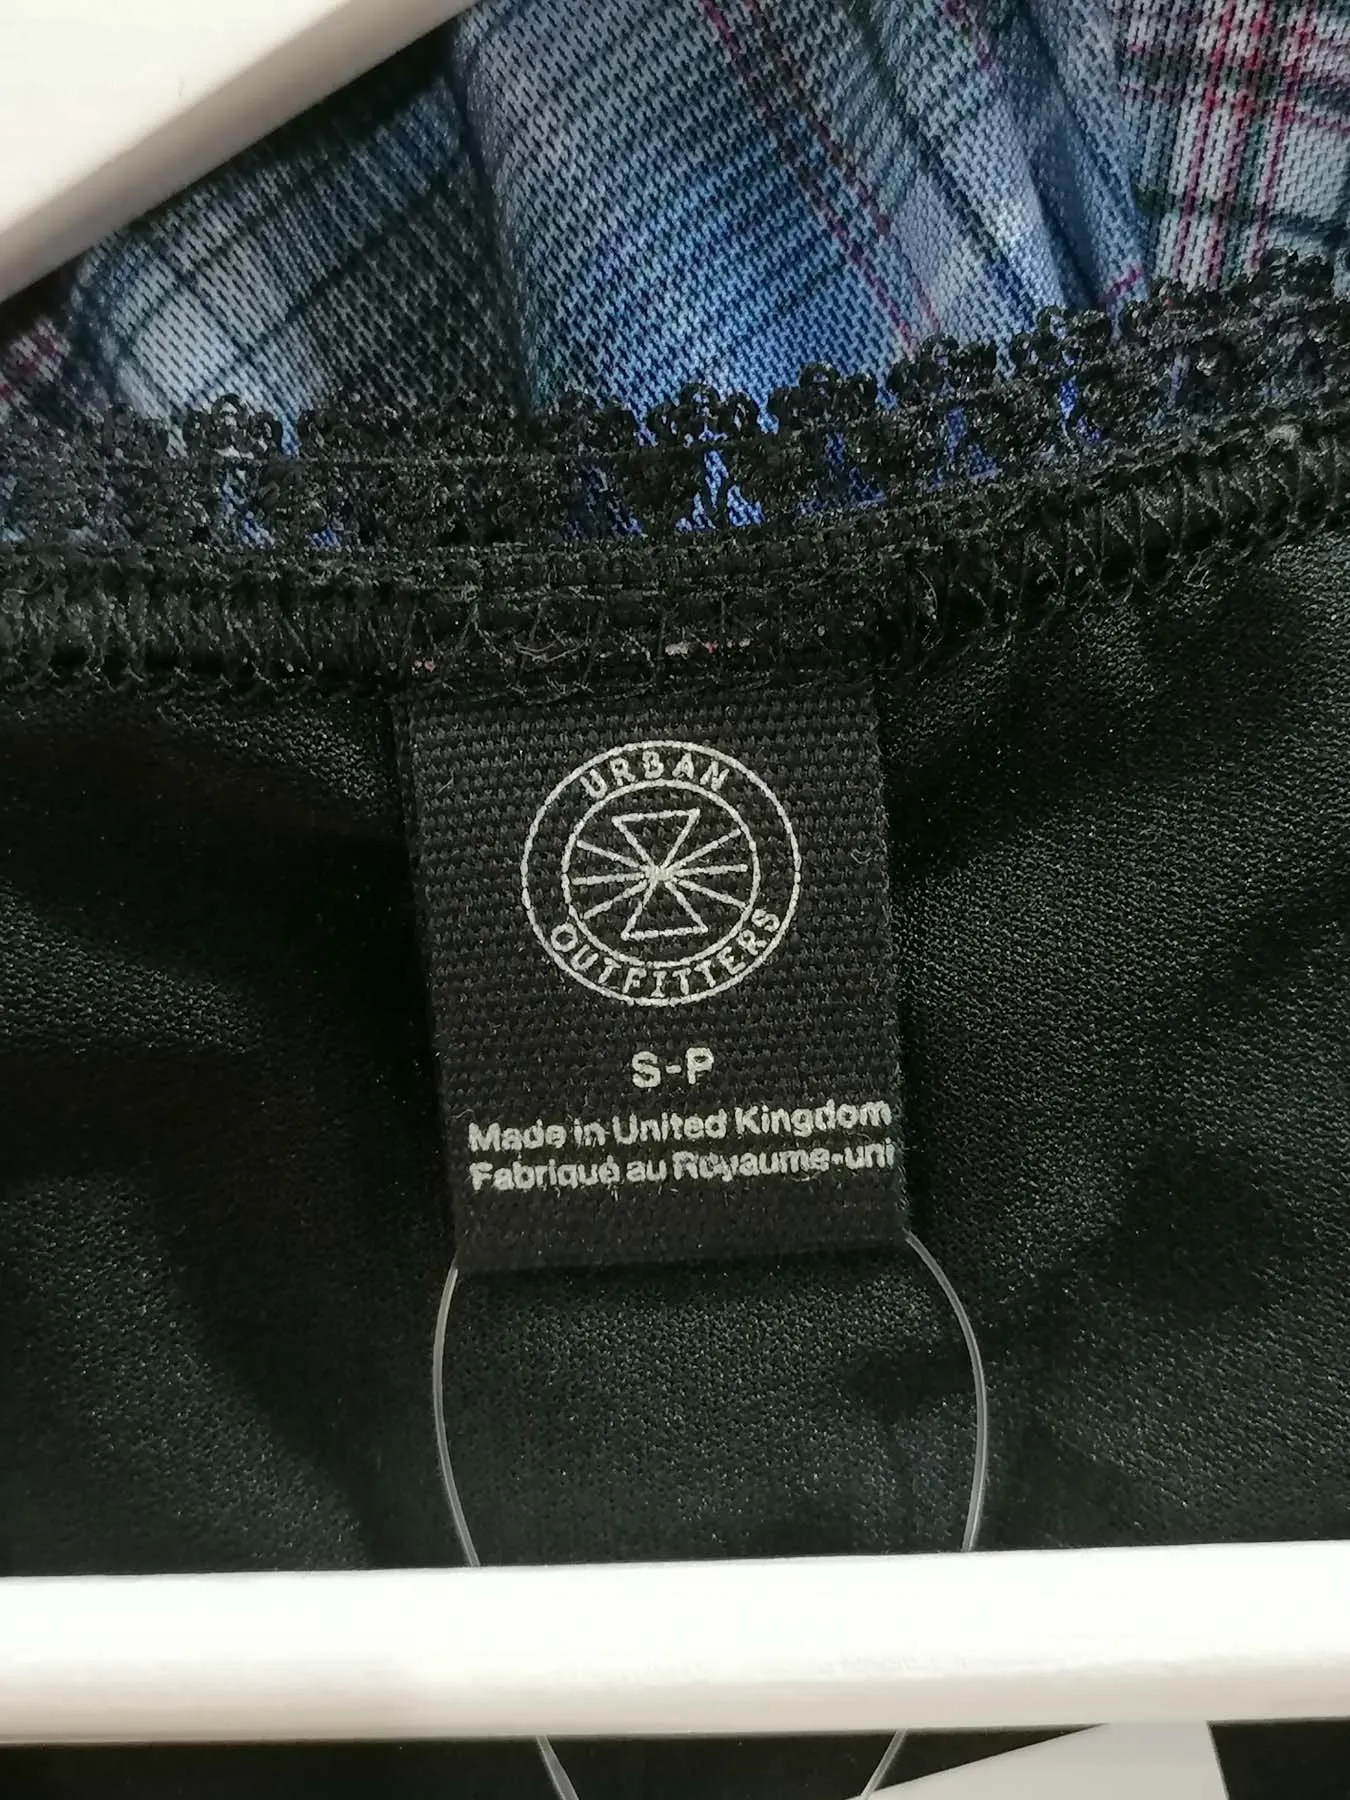 URBAN
OUTFITTERS
S-P
Made in United Kingdom
Fabriqué au Royaume-uni